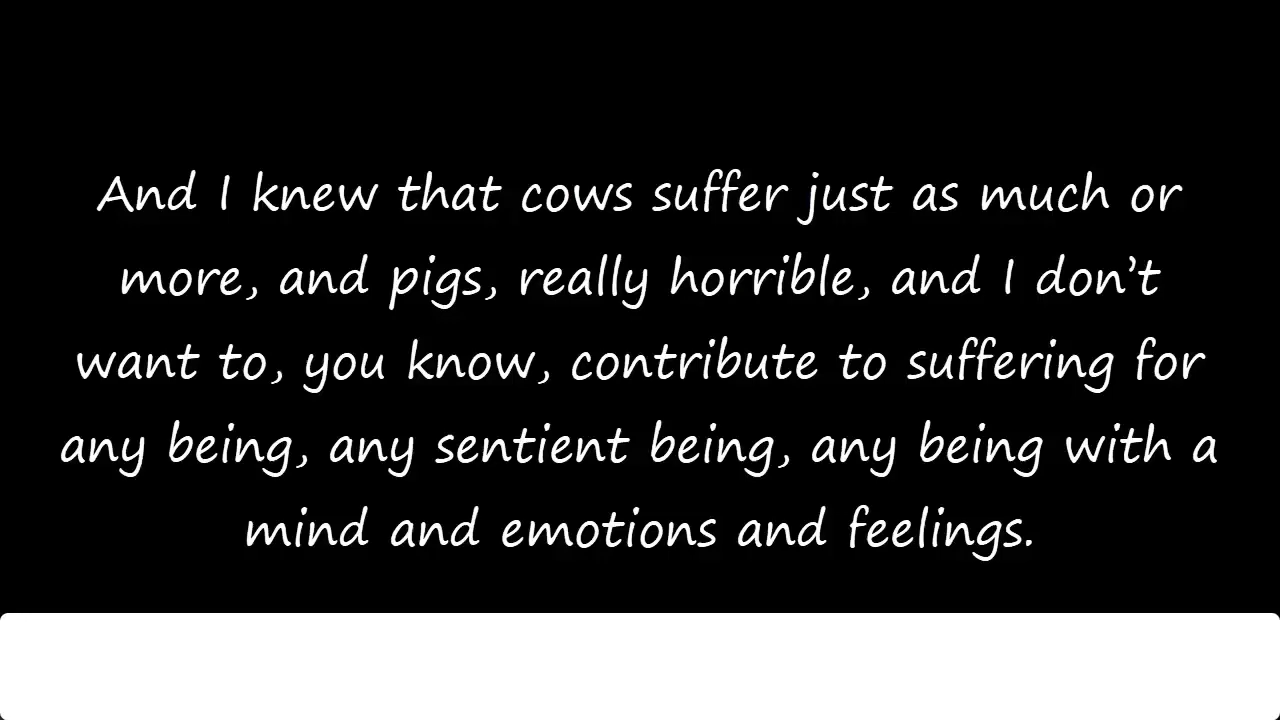 And I knew that cows suffer just as much or
more, and pigs, really horrible, and I don’t
want to, you know, contribute to suffering for
any being, any sentient being, any being with a
mind and emotions and feelings.